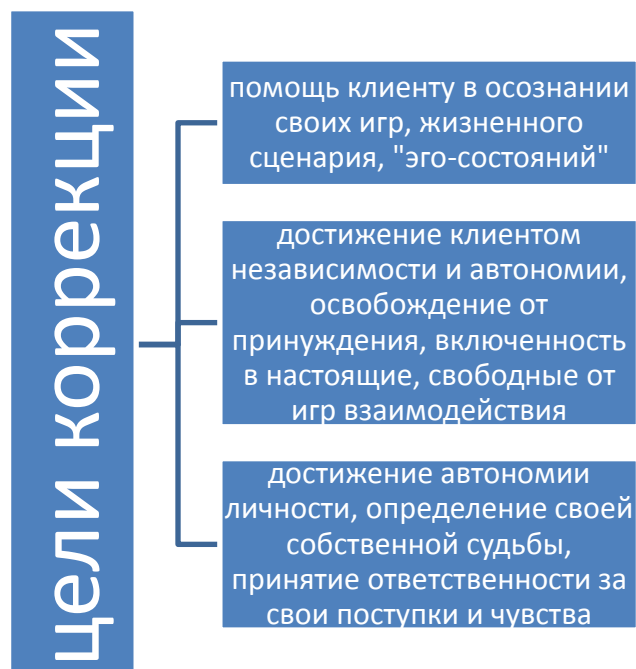 цели коррекции
помощь клиенту в осознании
своих игр, жизненного
сценария, "эго-состояний"
достижение клиентом
независимости и автономии,
освобождение от
принуждения, включенность
в настоящие, свободные от
игр взаимодействия
достижение автономии
личности, определение своей
собственной судьбы,
принятие ответственности за
свои поступки и чувства